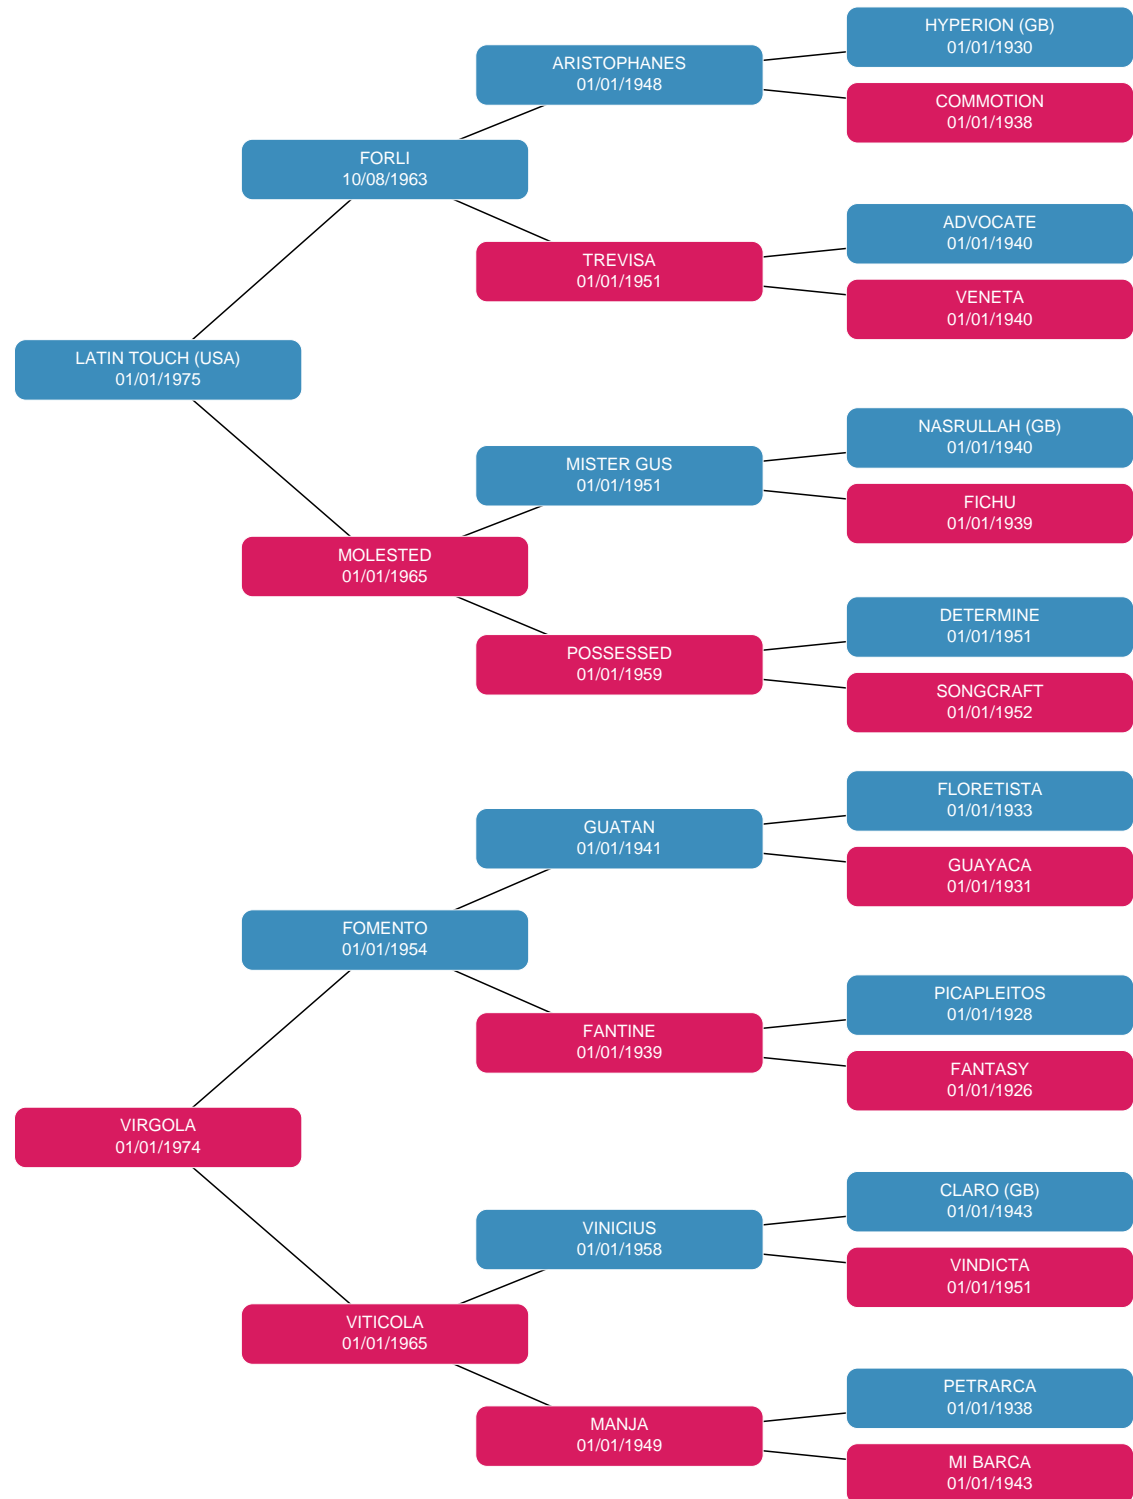 HYPERION (GB)
01/01/1930
ARISTOPHANES
01/01/1948
COMMOTION
01/01/1938
FORLI
10/08/1963
ADVOCATE
01/01/1940
TREVISA
01/01/1951
VENETA
01/01/1940
LATIN TOUCH (USA)
01/01/1975
NASRULLAH (GB)
01/01/1940
MISTER GUS
01/01/1951
FICHU
01/01/1939
MOLESTED
01/01/1965
DETERMINE
01/01/1951
POSSESSED
01/01/1959
SONGCRAFT
01/01/1952
FLORETISTA
01/01/1933
GUATAN
01/01/1941
GUAYACA
01/01/1931
FOMENTO
01/01/1954
PICAPLEITOS
01/01/1928
FANTINE
01/01/1939
FANTASY
01/01/1926
VIRGOLA
01/01/1974
CLARO (GB)
01/01/1943
VINICIUS
01/01/1958
VINDICTA
01/01/1951
VITICOLA
01/01/1965
PETRARCA
01/01/1938
MANJA
01/01/1949
MI BARCA
01/01/1943